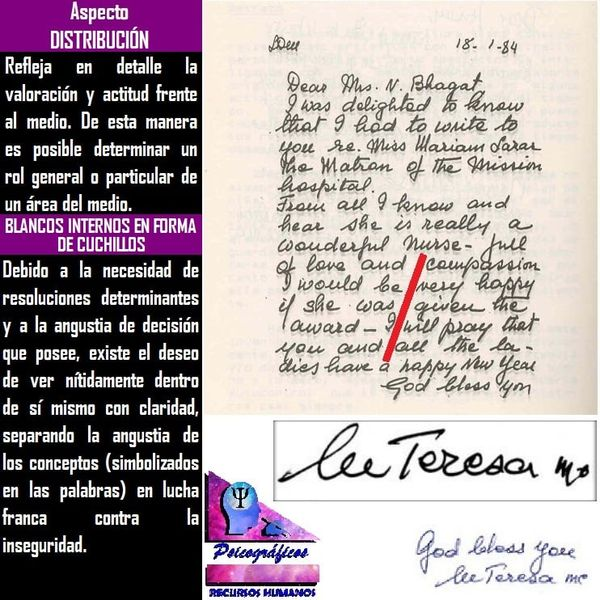 Aspecto
DISTRIBUCIÓN
Refleja en detalle la
valoración y actitud frente
al medio. De esta manera
es posible determinar un
rol general o particular de
un área del medio.
BLANCOS INTERNOS EN FORMA
DE CUCHILLOS
Debido a la necesidad de
resoluciones determinantes
y a la angustia de decisión
que posee, existe el deseo
de ver nítidamente dentro
de sí mismo con claridad,
separando la angustia de
los conceptos (simbolizados
en las palabras) en lucha
franca contra la
inseguridad.
18-1-84
Dear Mrs. N. Bhagat
I was delighted to know
that I had to write to
you re. Miss Mariam Sarar
the Matron of the Mission
hospital.
From all I know and
hear she is really a
wonderful nurse - full
of love and compassion
I would be very happy
if she was given the
award - I will pray that
you and all the la-
dies have a happy New Year
God bless you
Teresa mc
Psicográficos
RECURSOS HUMANOS
God bless you
Teresa mc